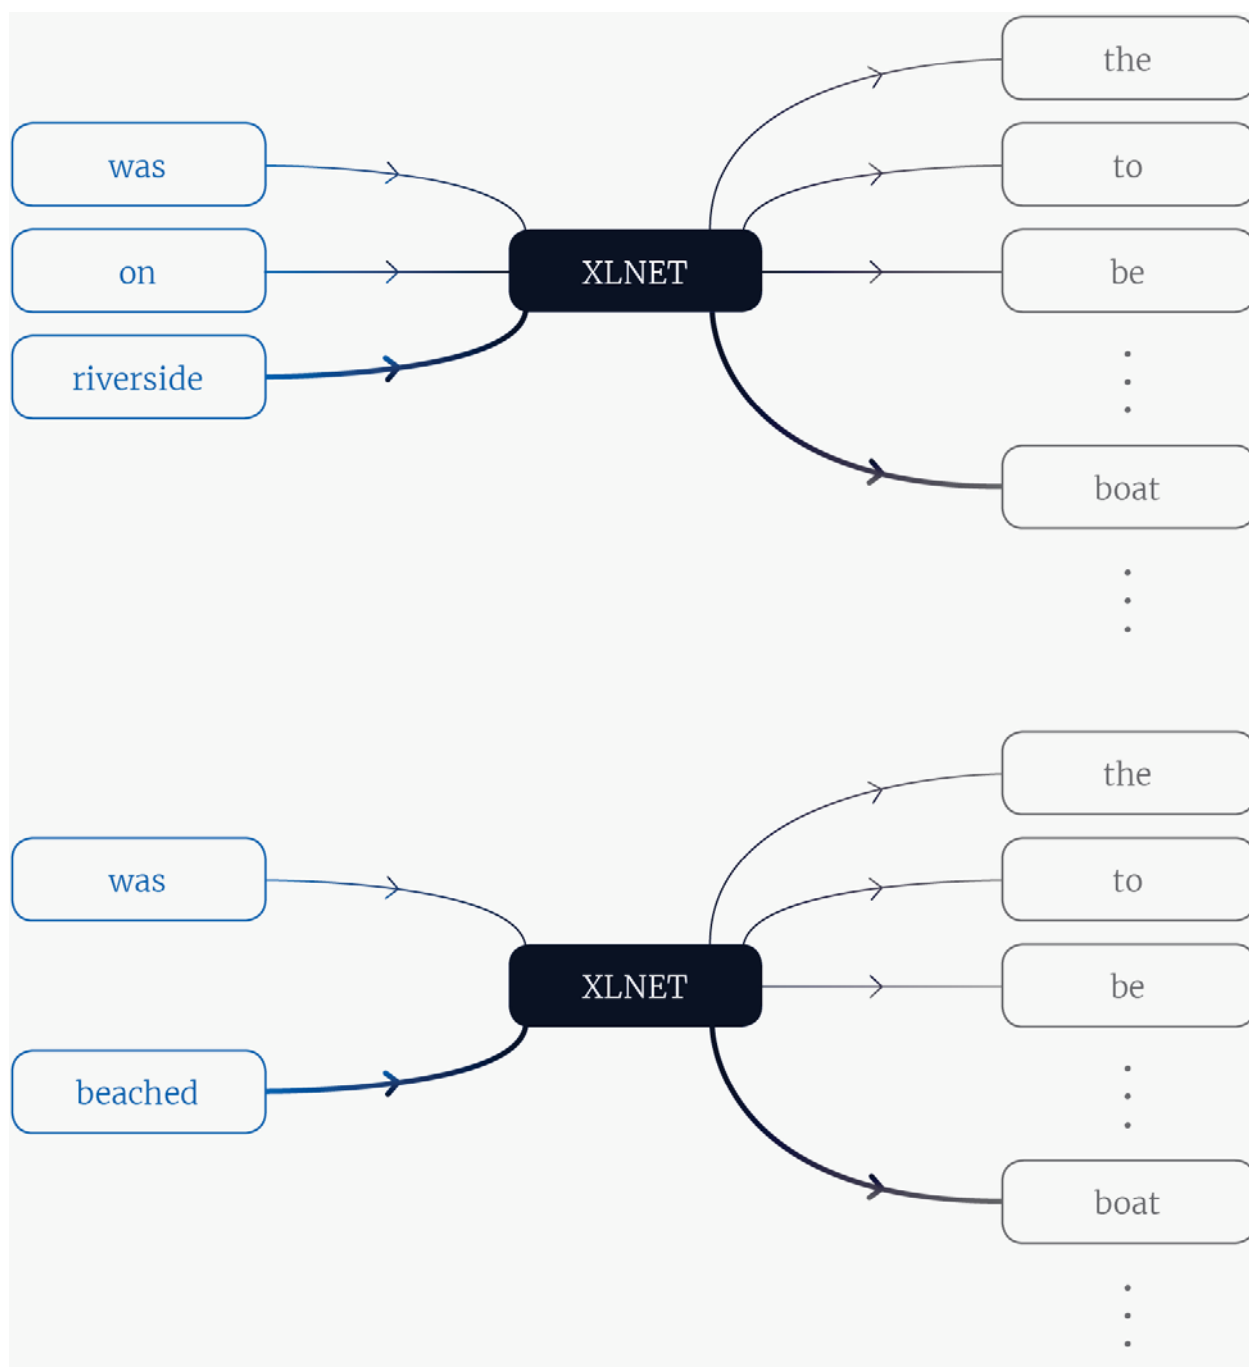 the
was
to
on
XLNET
be
riverside
boat
the
was
to
XLNET
be
beached
boat